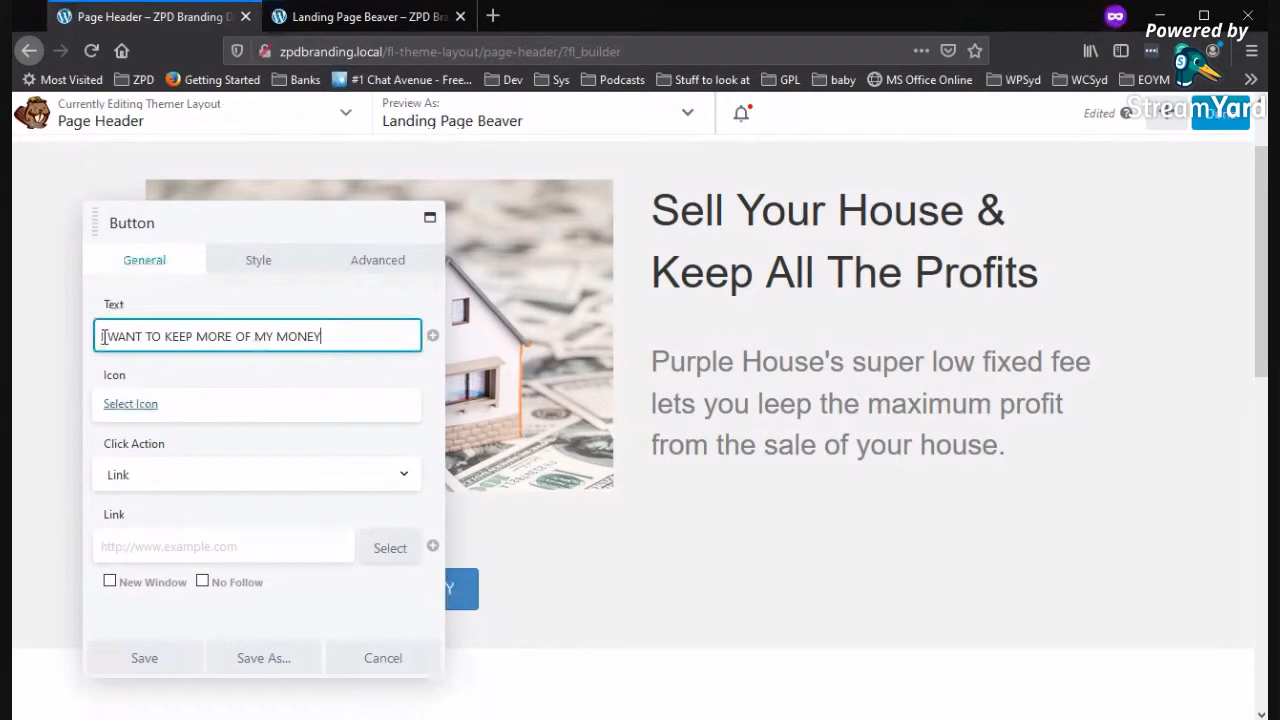 Page Header – ZPD Branding D
Landing Page Beaver – ZPD Bra
Powered by
zpdbranding.local/fl-theme-layout/page-header/?fl_builder
Most Visited
ZPD
Getting Started
Banks
#1 Chat Avenue - Free...
Dev
Sys
Podcasts
Stuff to look at
GPL
baby
MS Office Online
WPSyd
WCSyd
EOYM
StreamYard
Currently Editing Themer Layout
Page Header
Preview As:
Landing Page Beaver
Edited
Sell Your House &
Keep All The Profits
Purple House's super low fixed fee
lets you leep the maximum profit
from the sale of your house.
Button
General
Style
Advanced
Text
WANT TO KEEP MORE OF MY MONEY
Icon
Select Icon
Click Action
Link
Link
http://www.example.com
Select
New Window
No Follow
Y
Save
Save As...
Cancel